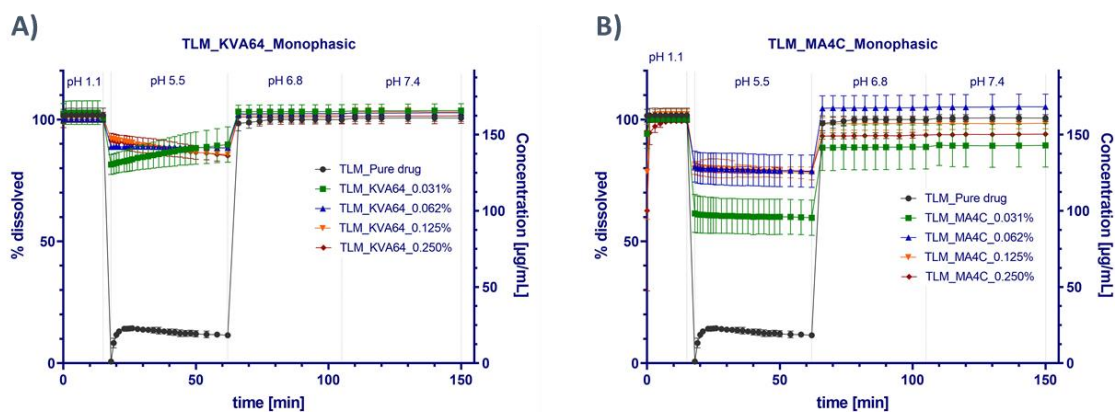 A)
TLM_KVA64_Monophasic
pH 1.1
pH 5.5
pH 6.8
pH 7.4
100
50
0
% dissolved
150
100
50
0
Concentration [µg/mL]
TLM_Pure drug
TLM_KVA64_0.031%
TLM_KVA64_0.062%
TLM_KVA64_0.125%
TLM_KVA64_0.250%
0
50
100
150
time [min]
B)
TLM_MA4C_Monophasic
pH 1.1
pH 5.5
pH 6.8
pH 7.4
100
50
0
% dissolved
150
100
50
0
Concentration [µg/mL]
TLM_Pure drug
TLM_MA4C_0.031%
TLM_MA4C_0.062%
TLM_MA4C_0.125%
TLM_MA4C_0.250%
0
50
100
150
time [min]